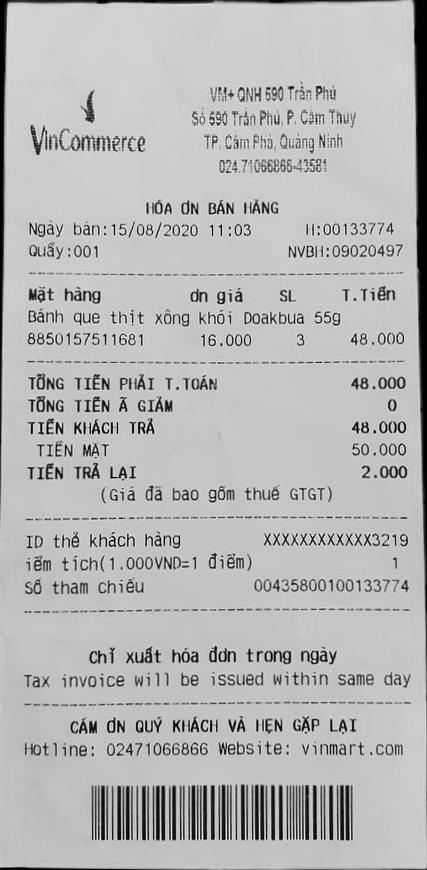 VinCommerce
VM+ QNH 590 Trần Phú
Số 590 Trần Phú, P. Cẩm Thủy
TP. Cẩm Phả, Quảng Ninh
024.71066866-43581
HÓA ƠN BÁN HÀNG
Ngày bán:15/08/2020 11:03 H:00133774
Quầy:001 NVBH:09020497
Mặt hàng ơn giá SL T.Tiền
Bánh que thịt xông khói Doakbua 55g
8850157511681 16.000 3 48.000
TỔNG TIỀN PHẢI T.TOÁN 48.000
TỔNG TIỀN Ã GIẢM 0
TIỀN KHÁCH TRẢ 48.000
TIỀN MẶT 50.000
TIỀN TRẢ LẠI 2.000
(Giá đã bao gồm thuế GTGT)
ID thẻ khách hàng XXXXXXXXXXXX3219
iểm tích(1.000VND=1 điểm) 1
Số tham chiếu 00435800100133774
Chỉ xuất hóa đơn trong ngày
Tax invoice will be issued within same day
CẢM ƠN QUÝ KHÁCH VÀ HẸN GẶP LẠI
Hotline: 02471066866 Website: vinmart.com